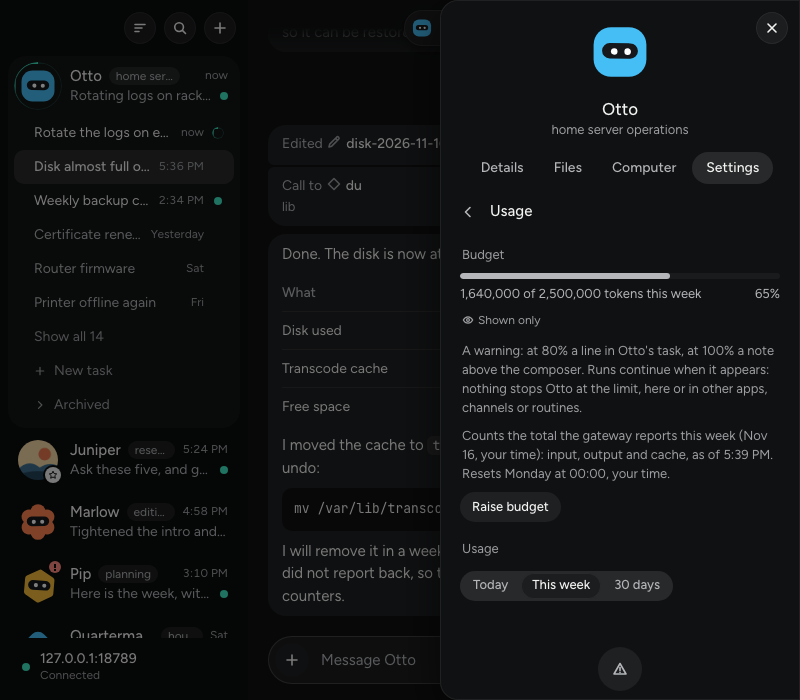 Otto home ser... now
Rotating logs on rack...
Rotate the logs on e... now
Disk almost full o... 5:36 PM
Weekly backup c... 2:34 PM
Certificate rene... Yesterday
Router firmware Sat
Printer offline again Fri
Show all 14
+ New task
Archived
Juniper rese... 5:24 PM
Ask these five, and g...
Marlow editi... 4:58 PM
Tightened the intro and...
Pip planning 3:10 PM
Here is the week, wit...
Quarterma hou... Sat
127.0.0.1:18789
Connected
so it can be restore
Edited disk-2026-11-1
Call to du
lib
Done. The disk is now at
What
Disk used
Transcode cache
Free space
I moved the cache to
undo:
mv /var/lib/transco
I will remove it in a week
did not report back, so t
counters.
Message Otto
Otto
home server operations
Details Files Computer Settings
Usage
Budget
1,640,000 of 2,500,000 tokens this week 65%
Shown only
A warning: at 80% a line in Otto's task, at 100% a note
above the composer. Runs continue when it appears:
nothing stops Otto at the limit, here or in other apps,
channels or routines.
Counts the total the gateway reports this week (Nov
16, your time): input, output and cache, as of 5:39 PM.
Resets Monday at 00:00, your time.
Raise budget
Usage
Today This week 30 days